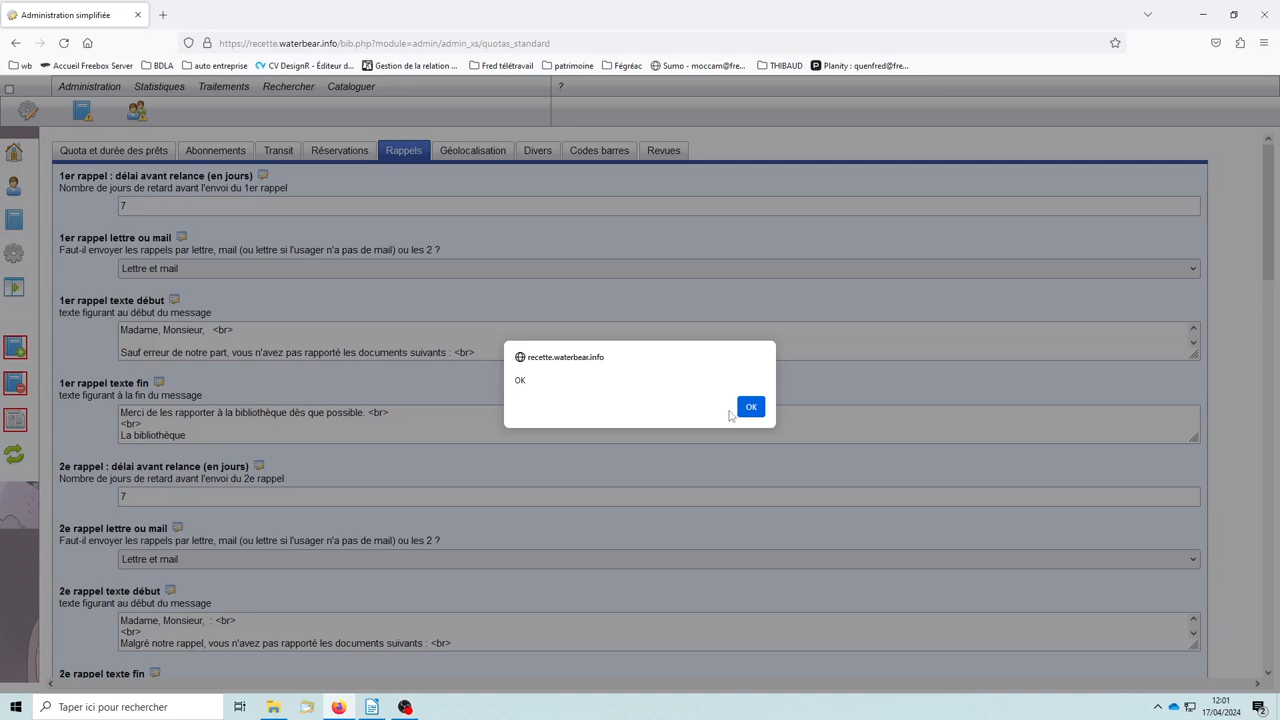 Administration simplifiée
https://recette.waterbear.info/bib.php?module=admin/admin_xs/quotas_standard
wb
Accueil Freebox Server
BDLA
auto entreprise
CV DesignR - Éditeur d...
Gestion de la relation ...
Fred télétravail
patrimoine
Fégréac
Sumo - moccam@fre...
THIBAUD
Planity : quenfred@fre...
Administration
Statistiques
Traitements
Rechercher
Cataloguer
?
Quota et durée des prêts
Abonnements
Transit
Réservations
Rappels
Géolocalisation
Divers
Codes barres
Revues
1er rappel : délai avant relance (en jours)
Nombre de jours de retard avant l'envoi du 1er rappel
7
1er rappel lettre ou mail
Faut-il envoyer les rappels par lettre, mail (ou lettre si l'usager n'a pas de mail) ou les 2 ?
Lettre et mail
1er rappel texte début
texte figurant au début du message
Madame, Monsieur, <br>
Sauf erreur de notre part, vous n'avez pas rapporté les documents suivants : <br>
recette.waterbear.info
OK
OK
1er rappel texte fin
texte figurant à la fin du message
Merci de les rapporter à la bibliothèque dès que possible. <br>
<br>
La bibliothèque
2e rappel : délai avant relance (en jours)
Nombre de jours de retard avant l'envoi du 2e rappel
7
2e rappel lettre ou mail
Faut-il envoyer les rappels par lettre, mail (ou lettre si l'usager n'a pas de mail) ou les 2 ?
Lettre et mail
2e rappel texte début
texte figurant au début du message
Madame, Monsieur, : <br>
<br>
Malgré notre rappel, vous n'avez pas rapporté les documents suivants : <br>
2e rappel texte fin
Taper ici pour rechercher
12:01
17/04/2024
2